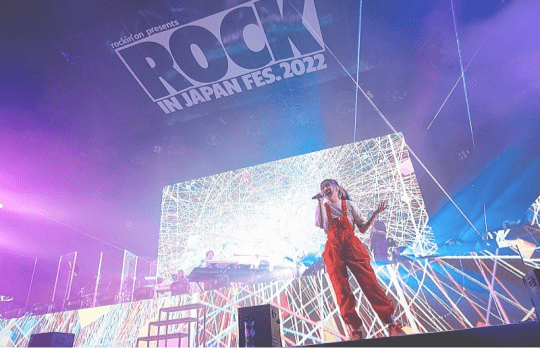 rockin'on presents
ROCK
IN JAPAN FES.2022